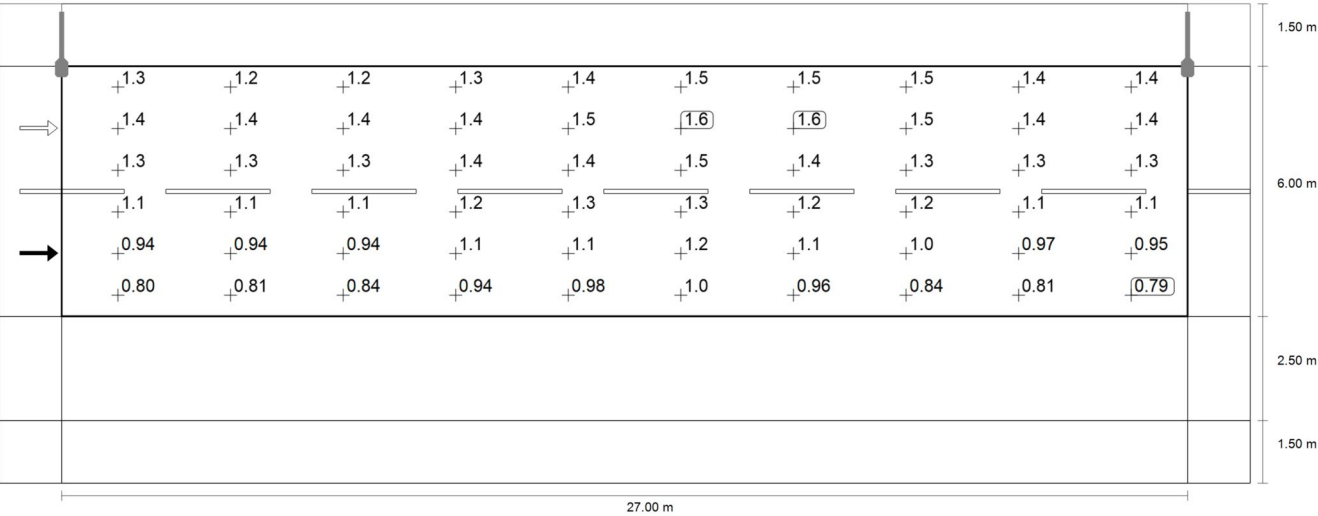 1.50 m
1.3 1.2 1.2 1.3 1.4 1.5 1.5 1.5 1.4 1.4
1.4 1.4 1.4 1.4 1.5 1.6 1.6 1.5 1.4 1.4
1.3 1.3 1.3 1.4 1.4 1.5 1.4 1.3 1.3 1.3
6.00 m
1.1 1.1 1.1 1.2 1.3 1.3 1.2 1.2 1.1 1.1
0.94 0.94 0.94 1.1 1.1 1.2 1.1 1.0 0.97 0.95
0.80 0.81 0.84 0.94 0.98 1.0 0.96 0.84 0.81 0.79
2.50 m
1.50 m
27.00 m